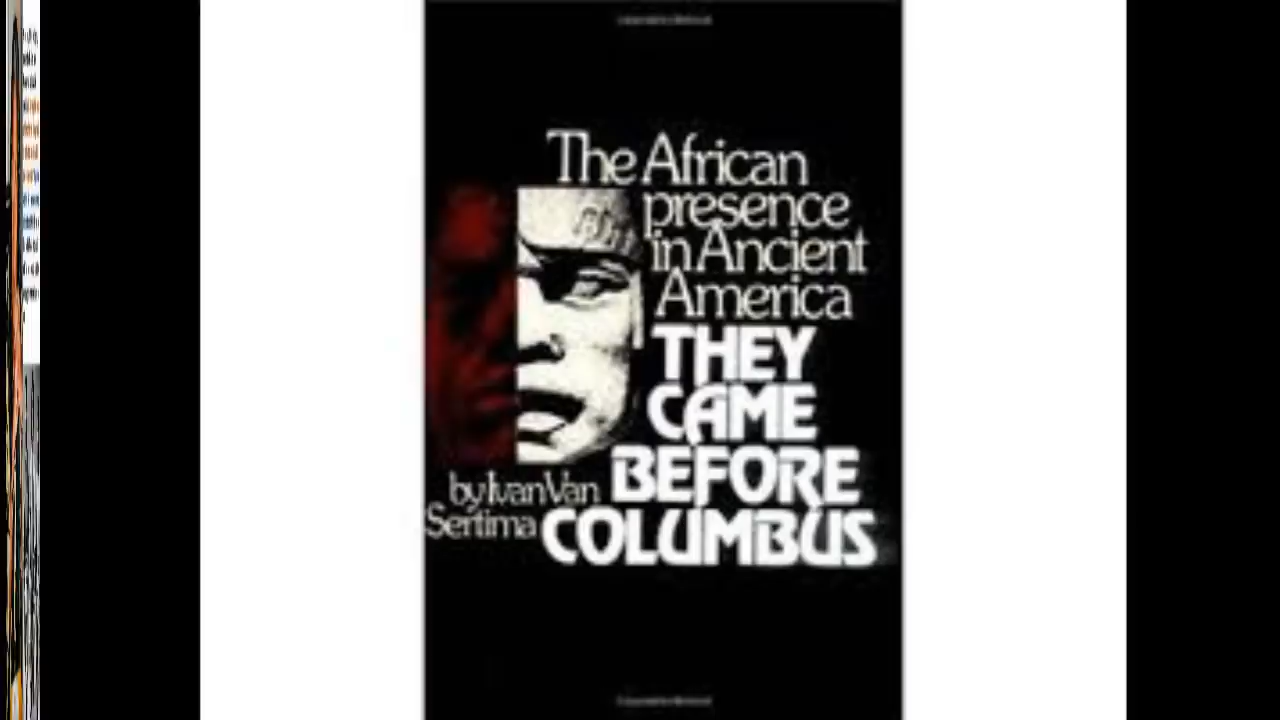 The African
presence
in Ancient
America
THEY
CAME
BEFORE
COLUMBUS
by Ivan Van
Sertima